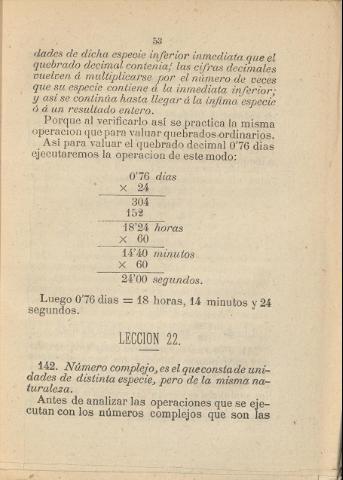 53
dades de dicha especie inferior inmediata que el
quebrado decimal contenia; las cifras decimales
vuelven á multiplicarse por el número de veces
que su especie contiene á la inmediata inferior;
y así se continúa hasta llegar á la ínfima especie
ó á un resultado entero.
Porque al verificarlo así se practica la misma
operacion que para valuar quebrados ordinarios.
Asi para valuar el quebrado decimal 0'76 dias
ejecutaremos la operacion de este modo:
0'76 dias
× 24
304
152
18'24 horas
× 60
14'40 minutos
× 60
24'00 segundos.
Luego 0'76 dias = 18 horas, 14 minutos y 24
segundos.
LECCION 22.
142. Número complejo, es el que consta de uni-
dades de distinta especie, pero de la misma na-
turaleza.
Antes de analizar las operaciones que se eje-
cutan con los números complejos que son las